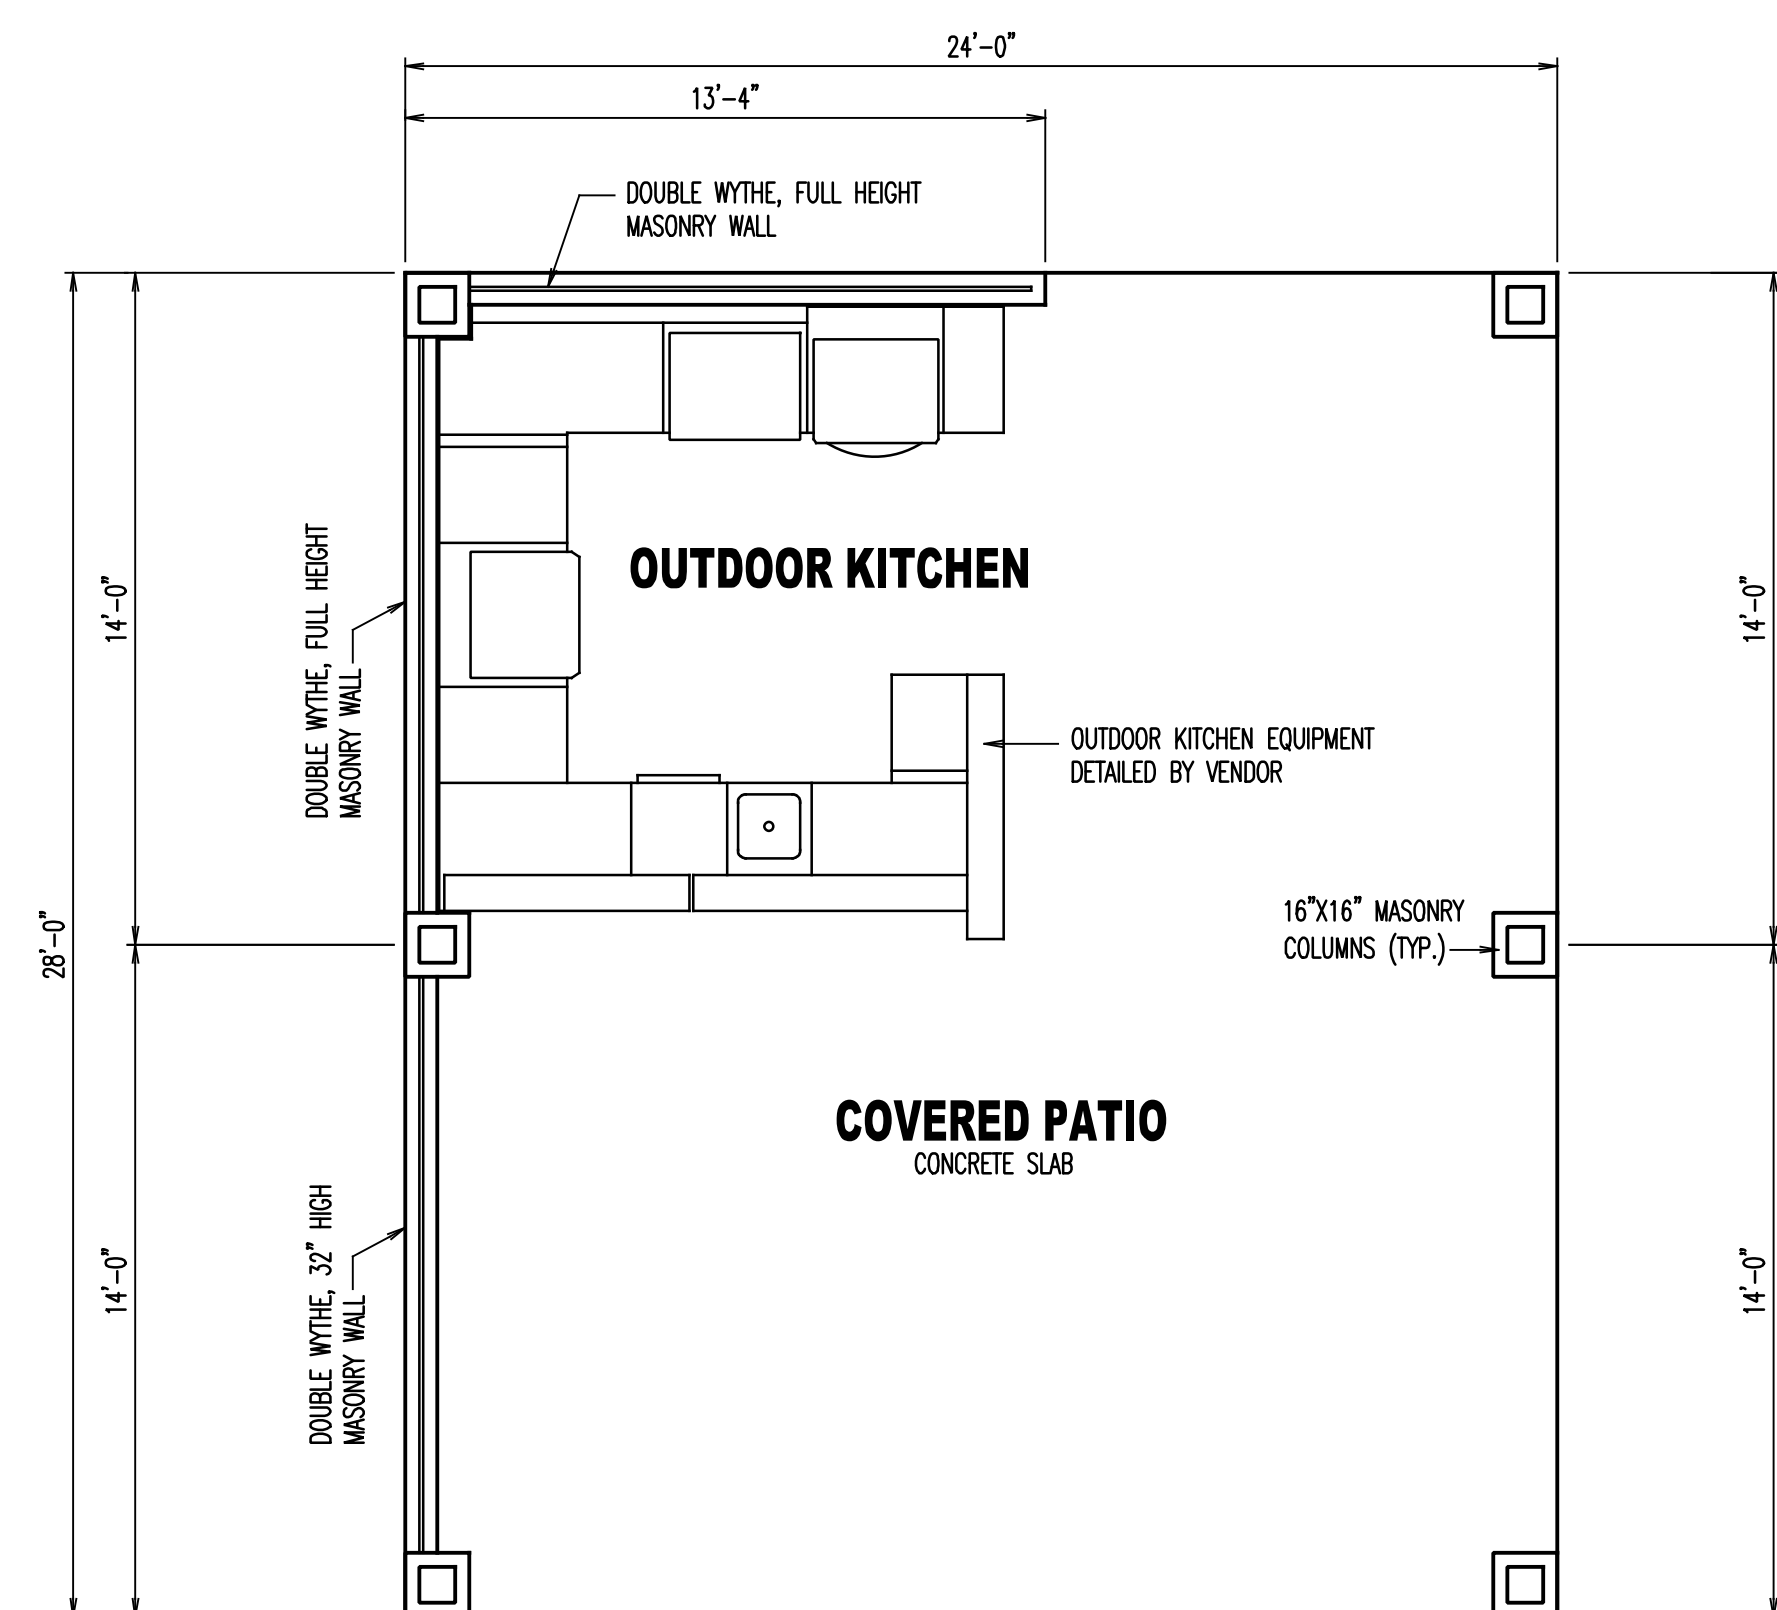 24'-0"
13'-4"
DOUBLE WYTHE, FULL HEIGHT
MASONRY WALL
DOUBLE WYTHE, FULL HEIGHT
MASONRY WALL
14'-0"
OUTDOOR KITCHEN
14'-0"
OUTDOOR KITCHEN EQUIPMENT
DETAILED BY VENDOR
28'-0"
16"X16" MASONRY
COLUMNS (TYP.)
COVERED PATIO
CONCRETE SLAB
DOUBLE WYTHE, 32" HIGH
MASONRY WALL
14'-0"
14'-0"